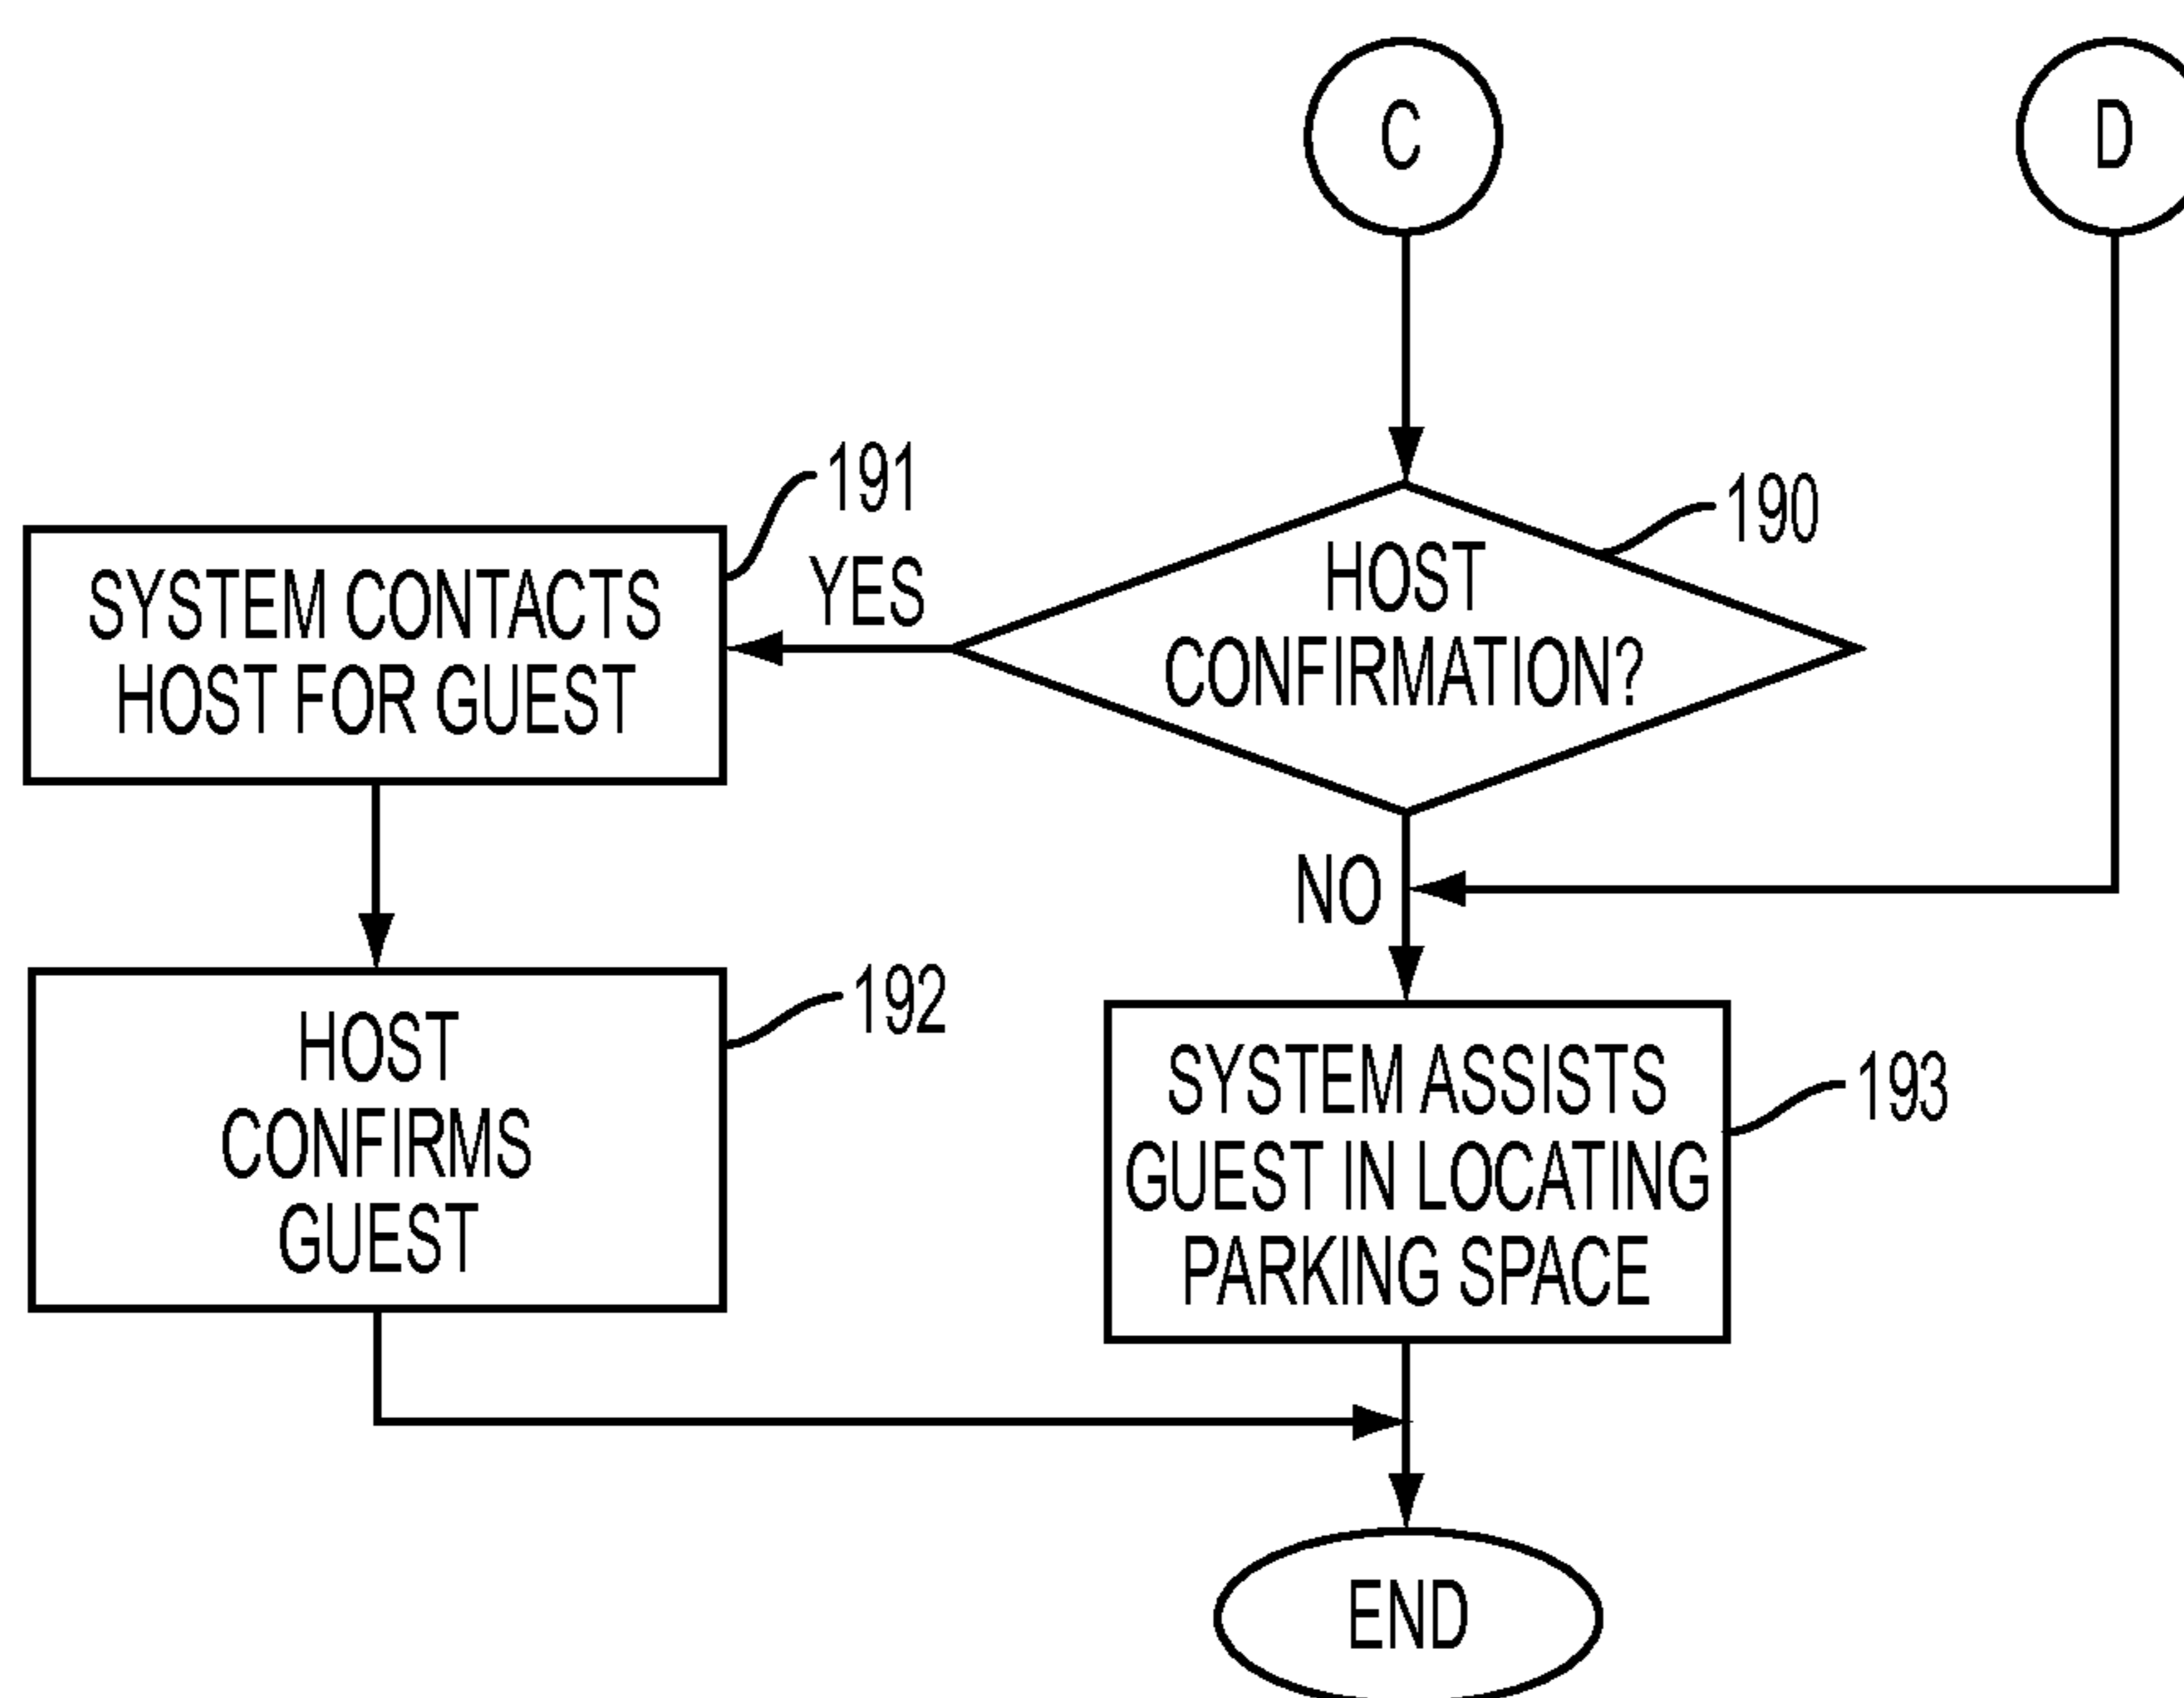 C
D
191
190
YES
HOST
CONFIRMATION?
SYSTEM CONTACTS
HOST FOR GUEST
NO
192
HOST
CONFIRMS
GUEST
193
SYSTEM ASSISTS
GUEST IN LOCATING
PARKING SPACE
END